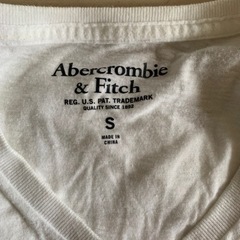 Abercrombie
& Fitch
REG. U.S. PAT. TRADEMARK
QUALITY SINCE 1892
S
MADE IN
CHINA